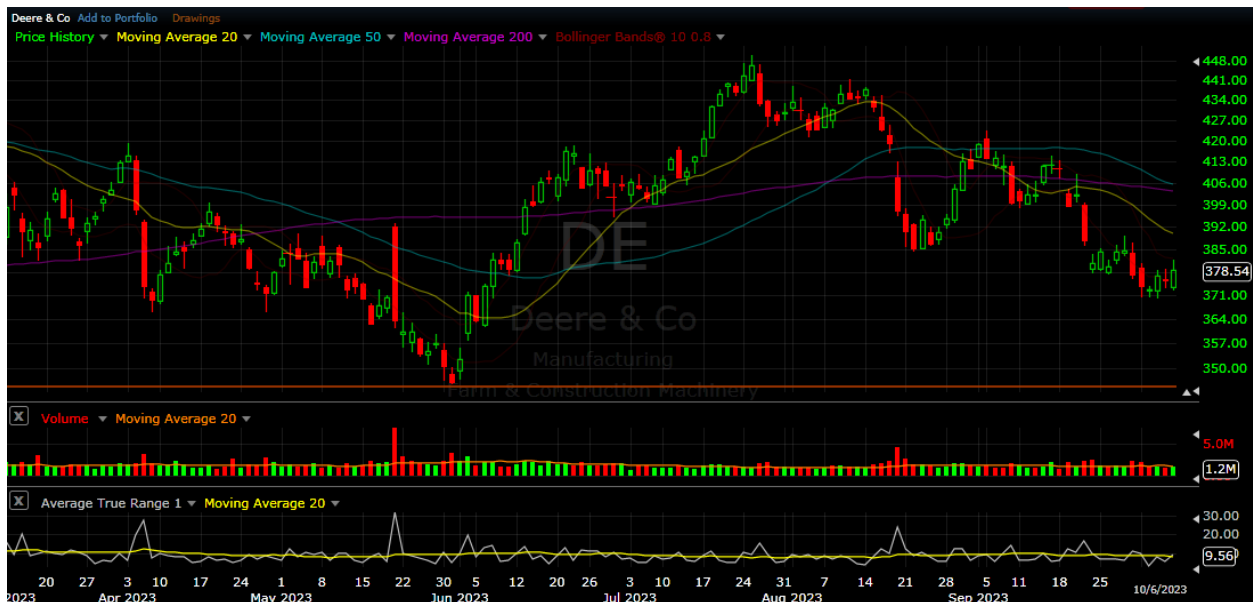 Deere & Co Add to Portfolio Drawings
Price History Moving Average 20 Moving Average 50 Moving Average 200 Bollinger Bands® 10 0.8
448.00
441.00
434.00
427.00
420.00
413.00
406.00
399.00
392.00
385.00
378.54
371.00
364.00
357.00
350.00
DE
Deere & Co
Manufacturing
Farm & Construction Machinery
X Volume Moving Average 20
5.0M
1.2M
X Average True Range 1 Moving Average 20
30.00
20.00
9.56
20 27 3 10 17 24 1 8 15 22 30 5 12 20 26 3 10 17 24 31 7 14 21 28 5 11 18 25
2023 Apr 2023 May 2023 Jun 2023 Jul 2023 Aug 2023 Sep 2023 10/6/2023